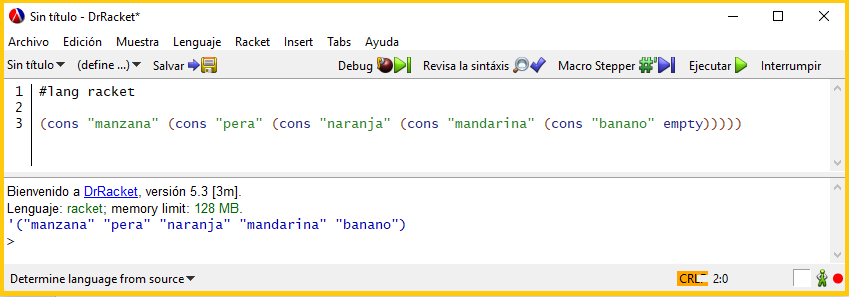 Sin título - DrRacket*
Archivo Edición Muestra Lenguaje Racket Insert Tabs Ayuda
Sin título (define ...) Salvar Debug Revisa la sintáxis Macro Stepper #' Ejecutar Interrumpir
1 #lang racket
2
3 (cons "manzana" (cons "pera" (cons "naranja" (cons "mandarina" (cons "banano" empty)))))
Bienvenido a DrRacket, versión 5.3 [3m].
Lenguaje: racket; memory limit: 128 MB.
'("manzana" "pera" "naranja" "mandarina" "banano")
>
Determine language from source 2:0